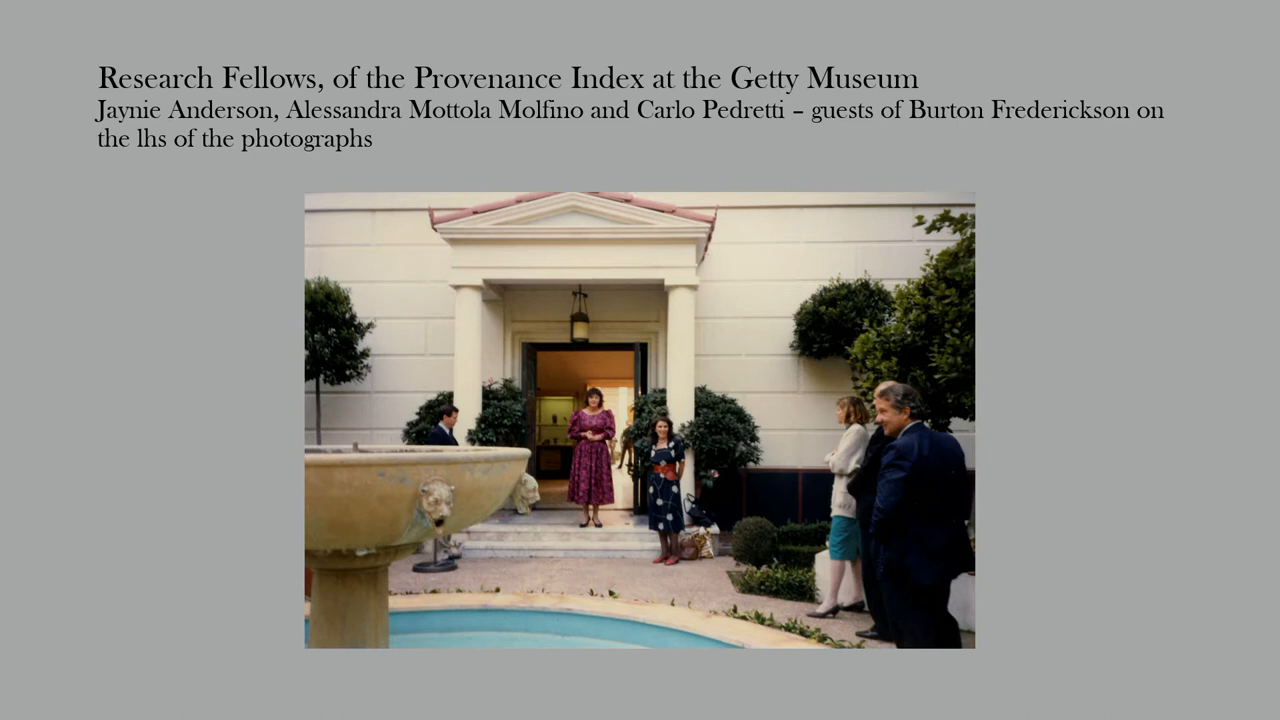 Research Fellows, of the Provenance Index at the Getty Museum
Jaynie Anderson, Alessandra Mottola Molfino and Carlo Pedretti – guests of Burton Frederickson on
the lhs of the photographs